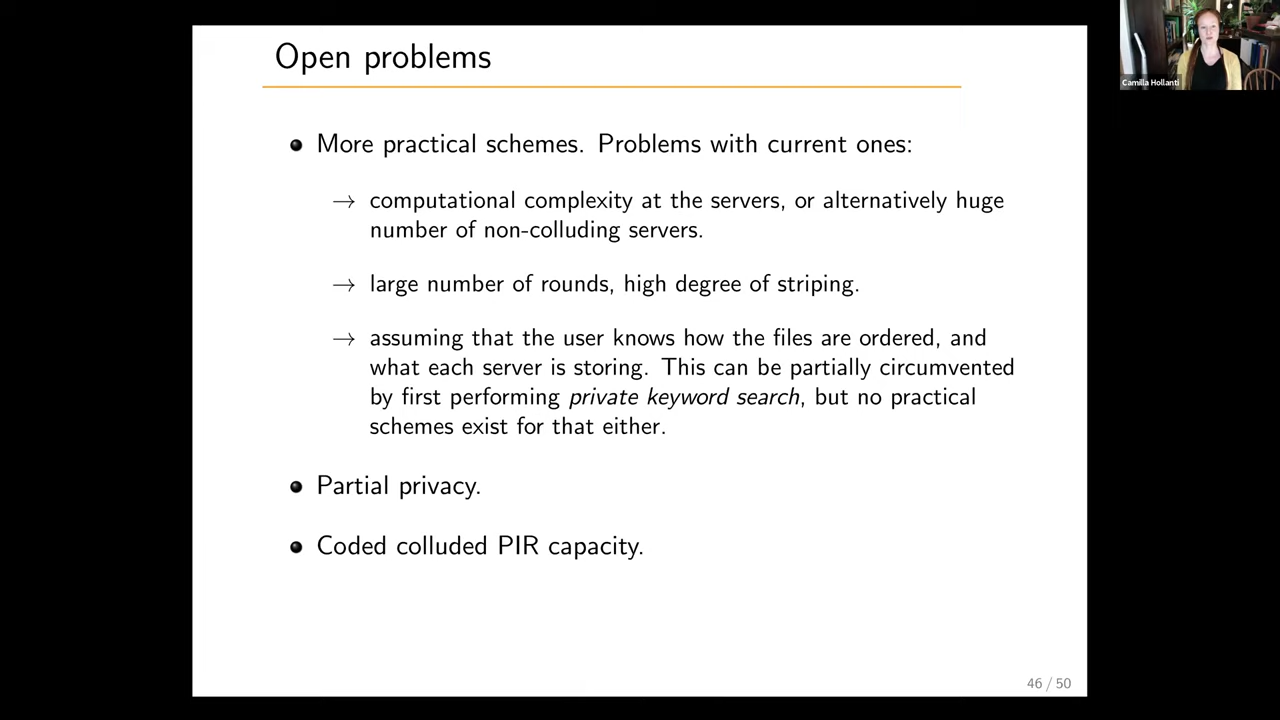 Open problems
Camilla Hollanti
More practical schemes. Problems with current ones:
→ computational complexity at the servers, or alternatively huge
number of non-colluding servers.
→ large number of rounds, high degree of striping.
→ assuming that the user knows how the files are ordered, and
what each server is storing. This can be partially circumvented
by first performing private keyword search, but no practical
schemes exist for that either.
Partial privacy.
Coded colluded PIR capacity.
46 / 50